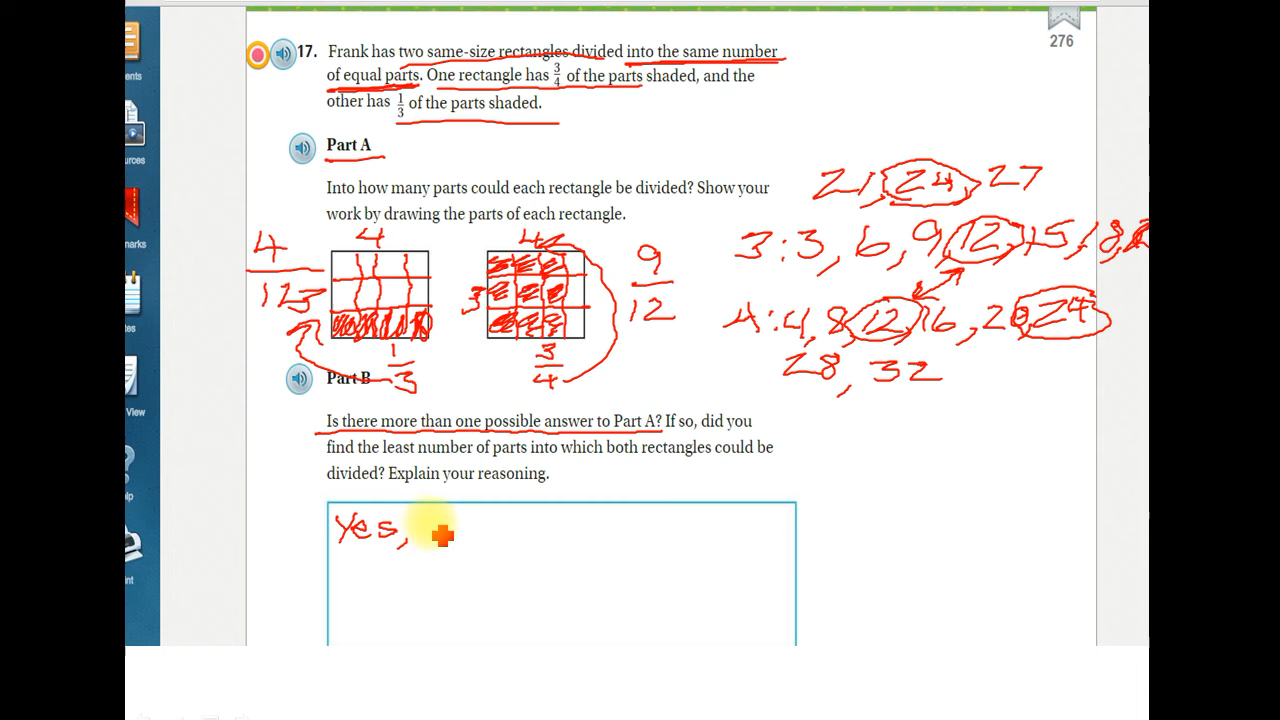 276
17. Frank has two same-size rectangles divided into the same number
of equal parts. One rectangle has 3/4 of the parts shaded, and the
other has 1/3 of the parts shaded.
Part A
Into how many parts could each rectangle be divided? Show your
work by drawing the parts of each rectangle.
21, 24, 27
3: 3, 6, 9, 12, 15, 18,
4: 4, 8, 12, 16, 20, 24
28, 32
4
4
4
12
9
12
3
1
3
3
4
Part B
Is there more than one possible answer to Part A? If so, did you
find the least number of parts into which both rectangles could be
divided? Explain your reasoning.
Yes,
ents
urces
marks
tes
View
lp
int